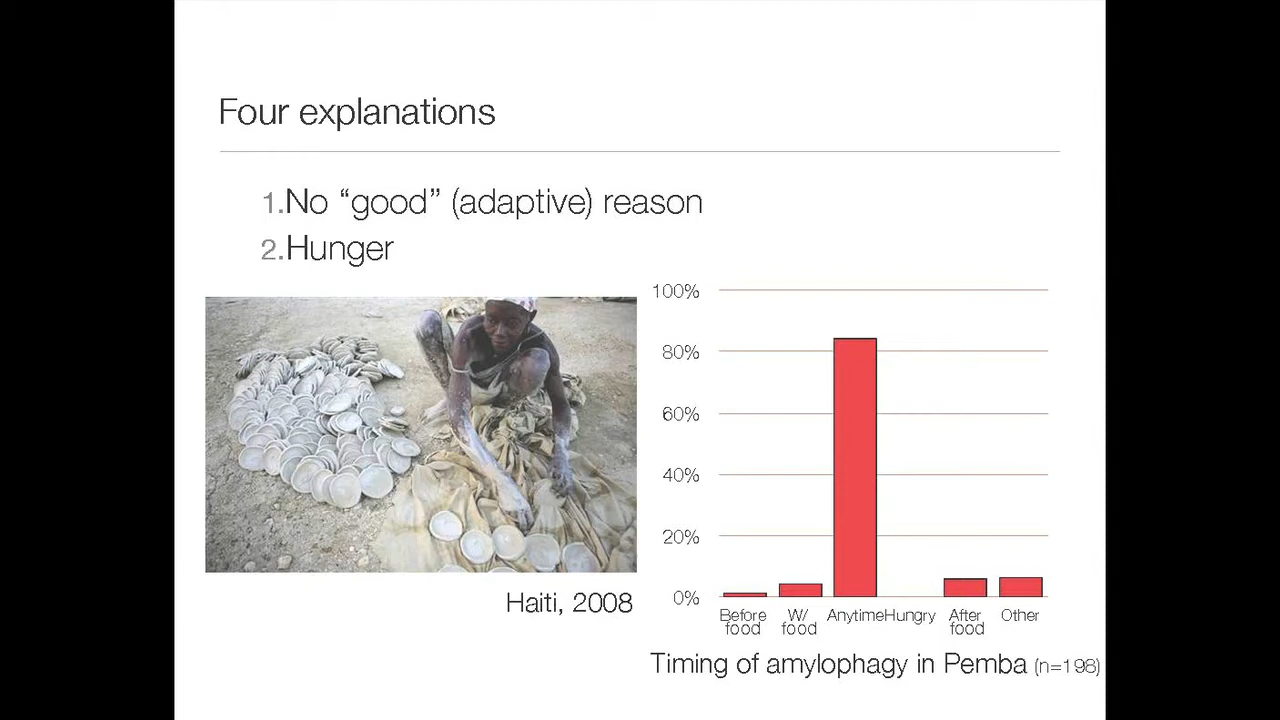 Four explanations
1.No “good” (adaptive) reason
2.Hunger
100%
80%
60%
40%
20%
0%
Before food
W/ food
Anytime
Hungry
After food
Other
Haiti, 2008
Timing of amylophagy in Pemba (n=198)